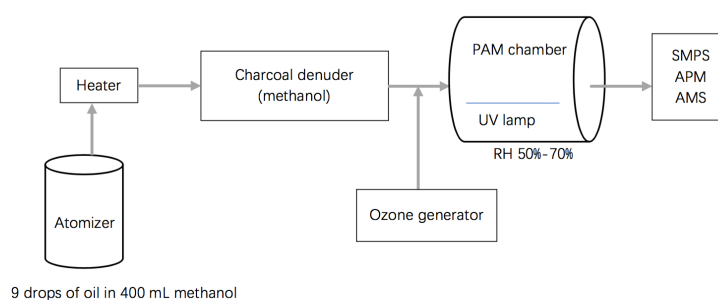 PAM chamber
SMPS
APM
AMS
Heater
Charcoal denuder
(methanol)
UV lamp
RH 50%-70%
Atomizer
Ozone generator
9 drops of oil in 400 mL methanol